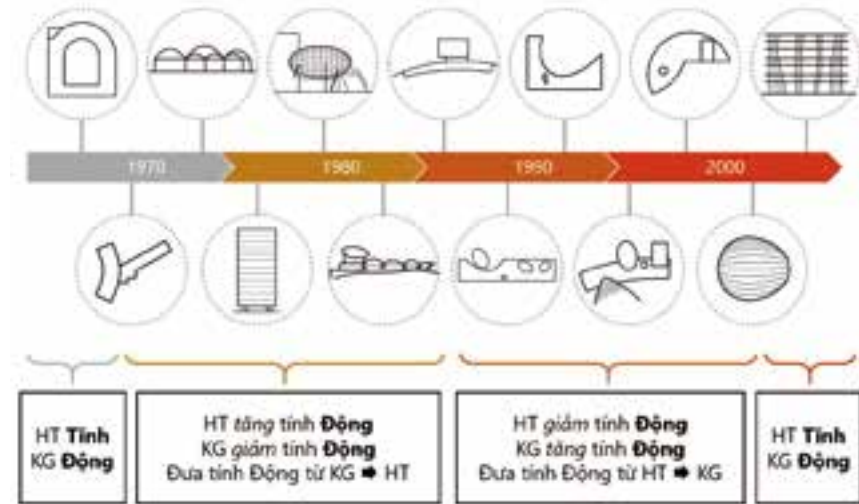 1970
1980
1990
2000
HT Tĩnh
KG Động
HT tăng tính Động
KG giảm tính Động
Đưa tính Động từ KG ➡ HT
HT giảm tính Động
KG tăng tính Động
Đưa tính Động từ HT ➡ KG
HT Tĩnh
KG Động